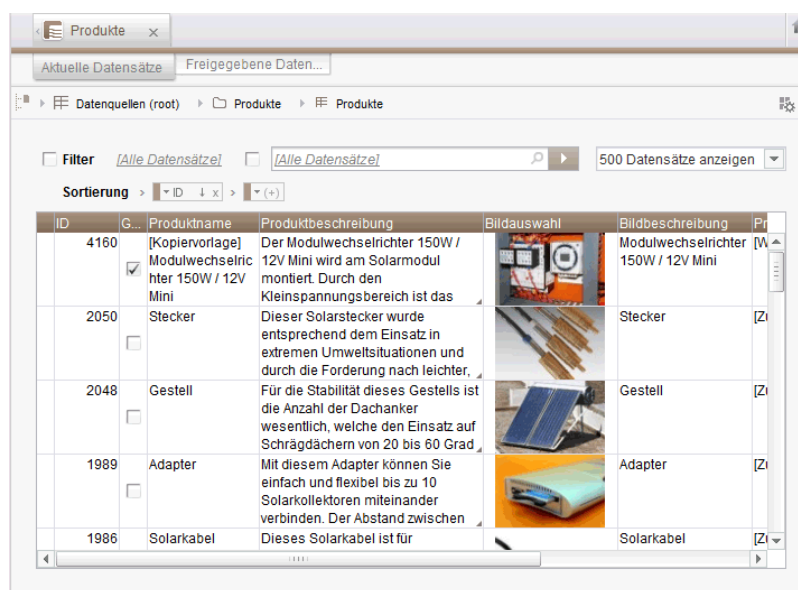 Produkte x
Aktuelle Datensätze Freigegebene Daten...
Datenquellen (root) Produkte Produkte
Filter [Alle Datensätze] [Alle Datensätze] 500 Datensätze anzeigen
Sortierung > ID ↓ x > (+)
ID G... Produktname Produktbeschreibung Bildauswahl Bildbeschreibung Pr
4160 [Kopiervorlage] Der Modulwechselrichter 150W / Modulwechselrichter [W
Modulwechselric 12V Mini wird am Solarmodul 150W / 12V Mini
hter 150W / 12V montiert. Durch den
Mini Kleinspannungsbereich ist das
2050 Stecker Dieser Solarstecker wurde Stecker [Zu
entsprechend dem Einsatz in
extremen Umweltsituationen und
durch die Forderung nach leichter,
2048 Gestell Für die Stabilität dieses Gestells ist Gestell [Zu
die Anzahl der Dachanker
wesentlich, welche den Einsatz auf
Schrägdächern von 20 bis 60 Grad
1989 Adapter Mit diesem Adapter können Sie Adapter [Zu
einfach und flexibel bis zu 10
Solarkollektoren miteinander
verbinden. Der Abstand zwischen
1986 Solarkabel Dieses Solarkabel ist für Solarkabel [Zu